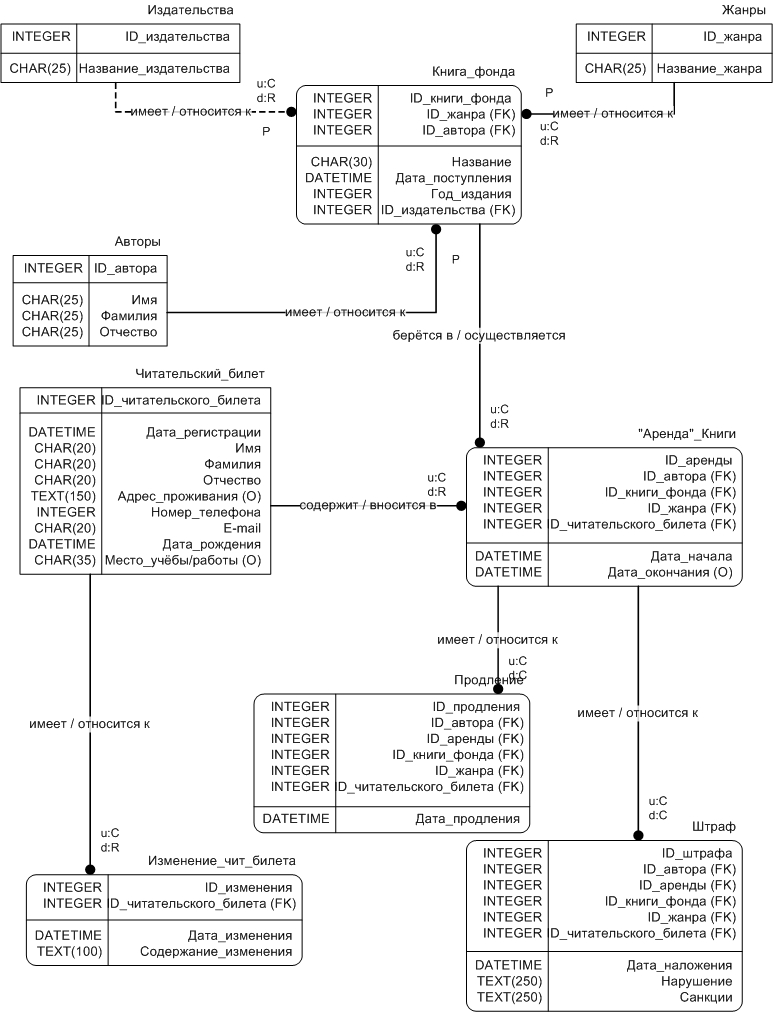 Издательства
INTEGER ID_издательства
CHAR(25) Название_издательства
Жанры
INTEGER ID_жанра
CHAR(25) Название_жанра
u:C
d:R
имеет / относится к
P
Книга_фонда
INTEGER ID_книги_фонда
INTEGER ID_жанра (FK)
INTEGER ID_автора (FK)
CHAR(30) Название
DATETIME Дата_поступления
INTEGER Год_издания
INTEGER ID_издательства (FK)
P
имеет / относится к
u:C
d:R
Авторы
INTEGER ID_автора
CHAR(25) Имя
CHAR(25) Фамилия
CHAR(25) Отчество
u:C
d:R
P
имеет / относится к
берётся в / осуществляется
u:C
d:R
Читательский_билет
INTEGER ID_читательского_билета
DATETIME Дата_регистрации
CHAR(20) Имя
CHAR(20) Фамилия
CHAR(20) Отчество
TEXT(150) Адрес_проживания (O)
INTEGER Номер_телефона
CHAR(20) E-mail
DATETIME Дата_рождения
CHAR(35) Место_учёбы/работы (O)
u:C
d:R
содержит / вносится в
"Аренда"_Книги
INTEGER ID_аренды
INTEGER ID_автора (FK)
INTEGER ID_книги_фонда (FK)
INTEGER ID_жанра (FK)
INTEGER ID_читательского_билета (FK)
DATETIME Дата_начала
DATETIME Дата_окончания (O)
имеет / относится к
u:C
d:C
Продление
INTEGER ID_продления
INTEGER ID_автора (FK)
INTEGER ID_аренды (FK)
INTEGER ID_книги_фонда (FK)
INTEGER ID_жанра (FK)
INTEGER ID_читательского_билета (FK)
DATETIME Дата_продления
имеет / относится к
u:C
d:C
имеет / относится к
u:C
d:R
Изменение_чит_билета
INTEGER ID_изменения
INTEGER ID_читательского_билета (FK)
DATETIME Дата_изменения
TEXT(100) Содержание_изменения
Штраф
INTEGER ID_штрафа
INTEGER ID_автора (FK)
INTEGER ID_аренды (FK)
INTEGER ID_книги_фонда (FK)
INTEGER ID_жанра (FK)
INTEGER ID_читательского_билета (FK)
DATETIME Дата_наложения
TEXT(250) Нарушение
TEXT(250) Санкции